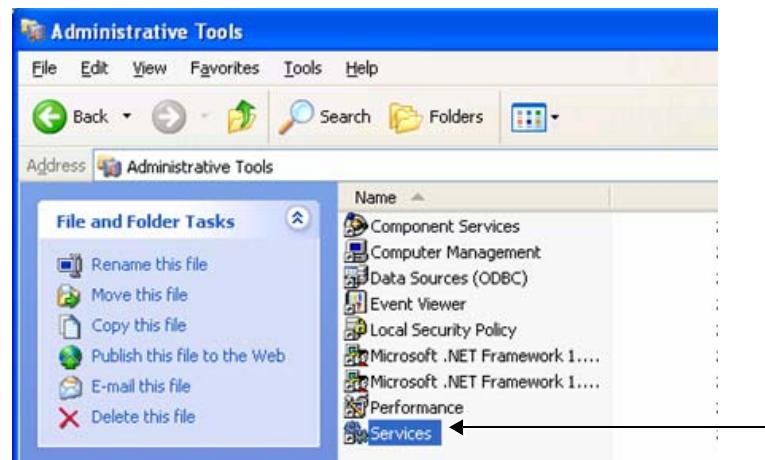 Administrative Tools
File Edit View Favorites Tools Help
Back Search Folders
Address Administrative Tools
Name
File and Folder Tasks
Rename this file
Move this file
Copy this file
Publish this file to the Web
E-mail this file
Delete this file
Component Services
Computer Management
Data Sources (ODBC)
Event Viewer
Local Security Policy
Microsoft .NET Framework 1....
Microsoft .NET Framework 1....
Performance
Services